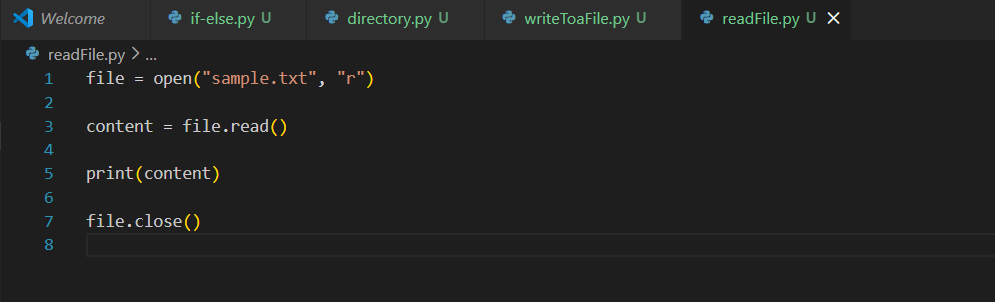 Welcome if-else.py U directory.py U writeToaFile.py U readFile.py U
readFile.py > ...
1 file = open("sample.txt", "r")
2
3 content = file.read()
4
5 print(content)
6
7 file.close()
8